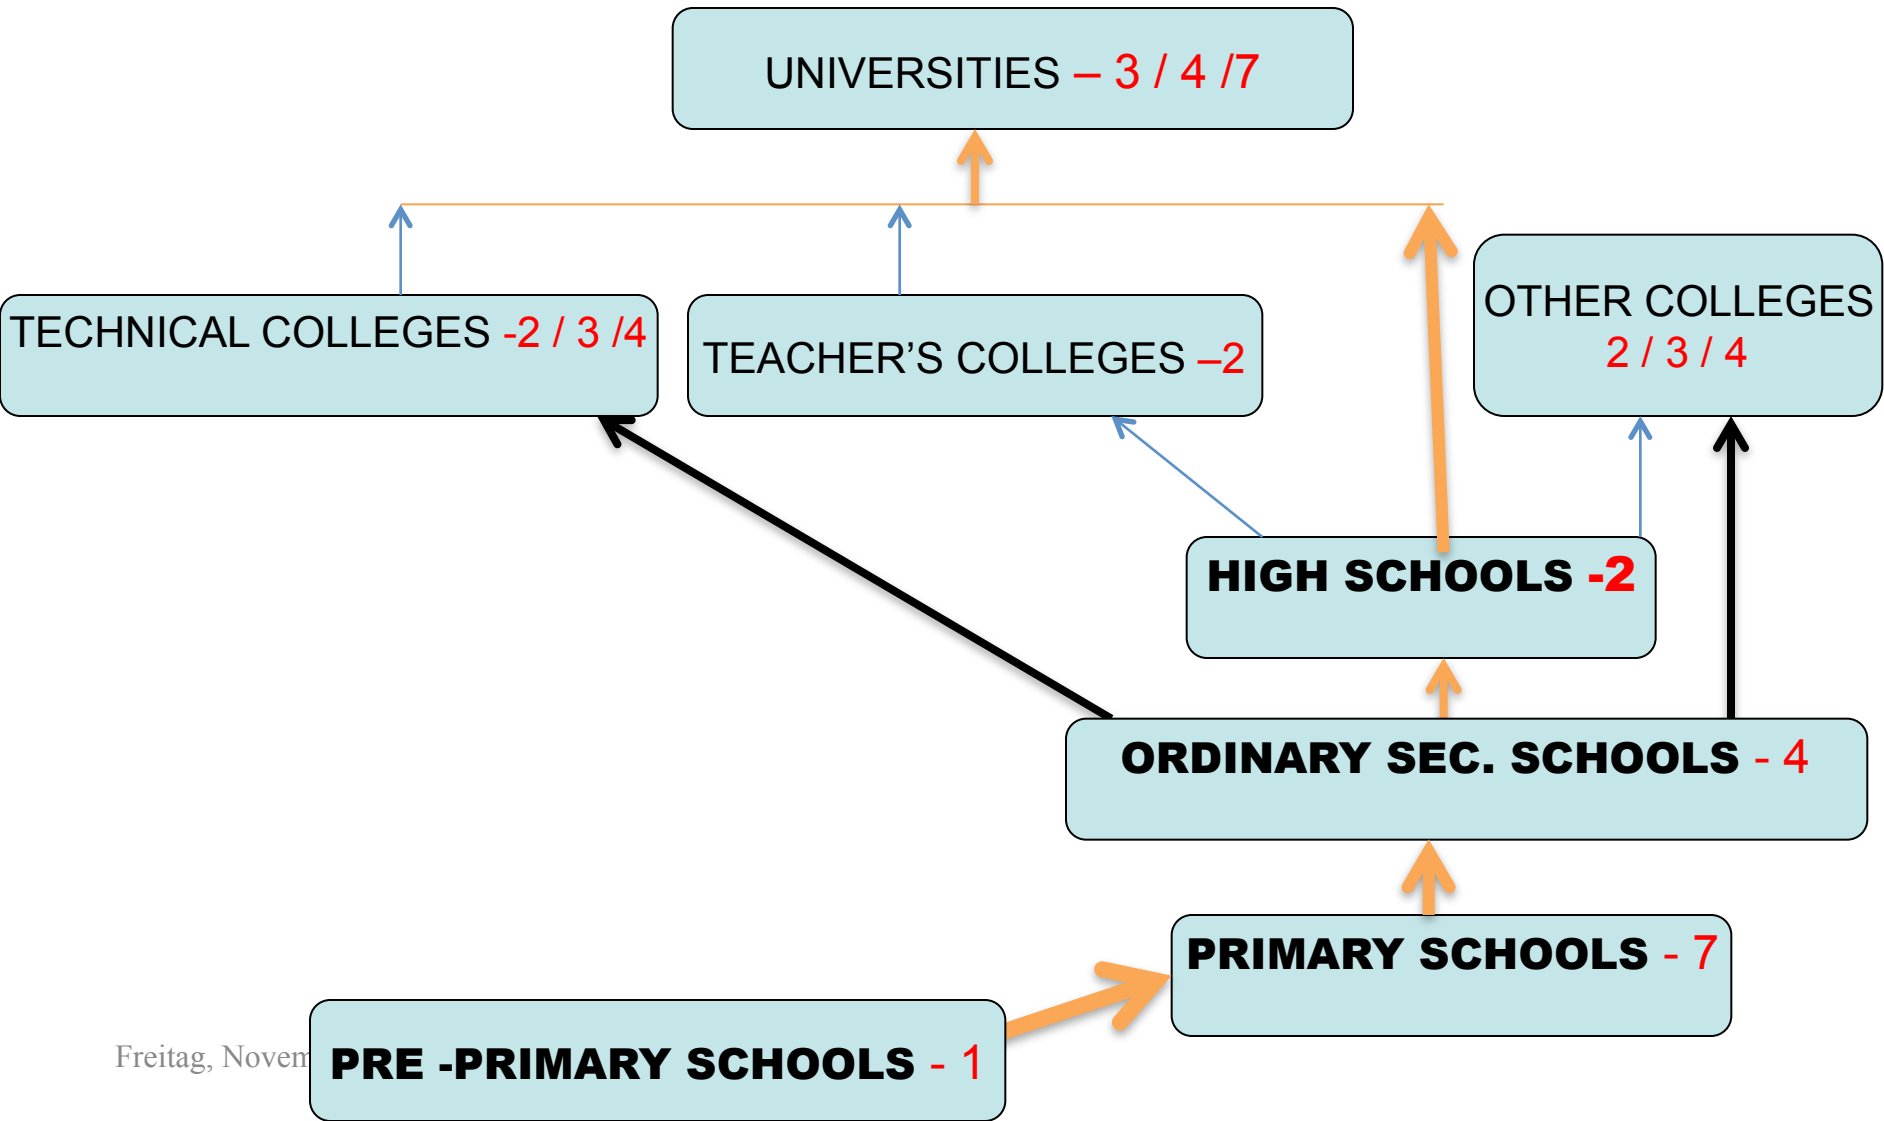 UNIVERSITIES – 3 / 4 /7
TECHNICAL COLLEGES -2 / 3 /4
TEACHER’S COLLEGES –2
OTHER COLLEGES
2 / 3 / 4
HIGH SCHOOLS -2
ORDINARY SEC. SCHOOLS - 4
PRIMARY SCHOOLS - 7
PRE -PRIMARY SCHOOLS - 1
Freitag,